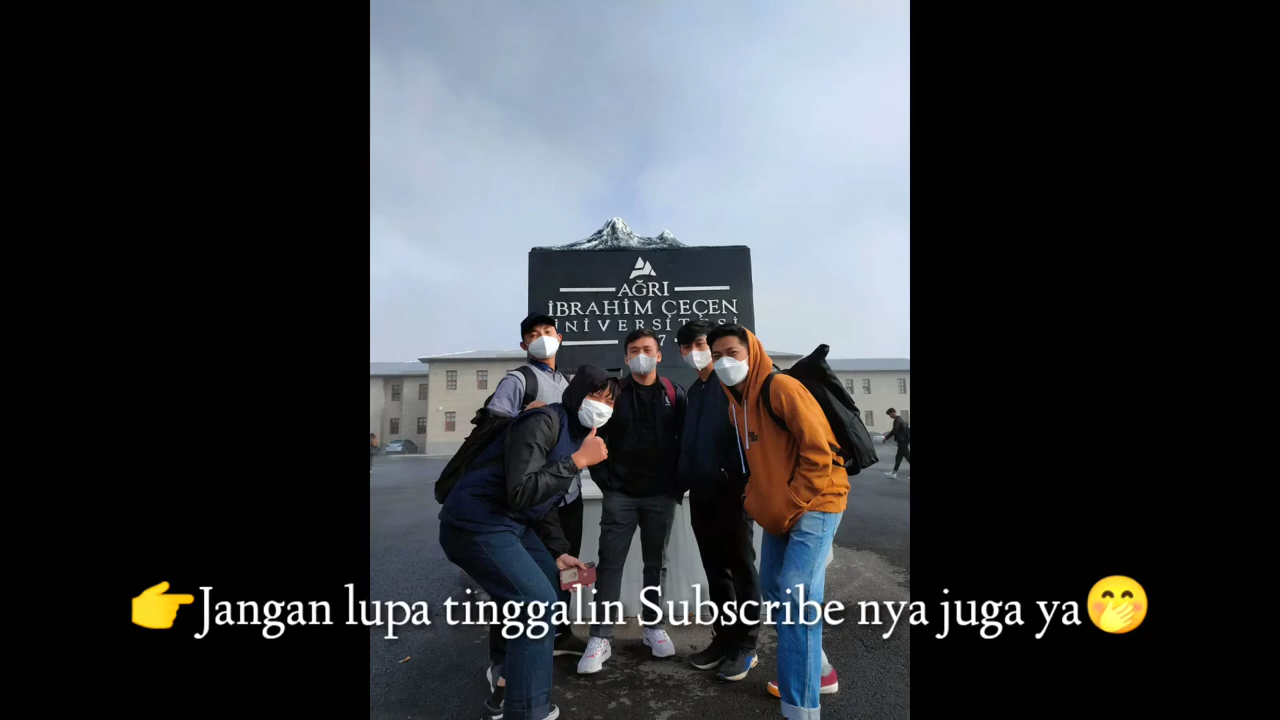 AĞRI
İBRAHİM ÇEÇEN
ÜNİVERSİTESİ
👉Jangan lupa tinggalin Subscribe nya juga ya🤭